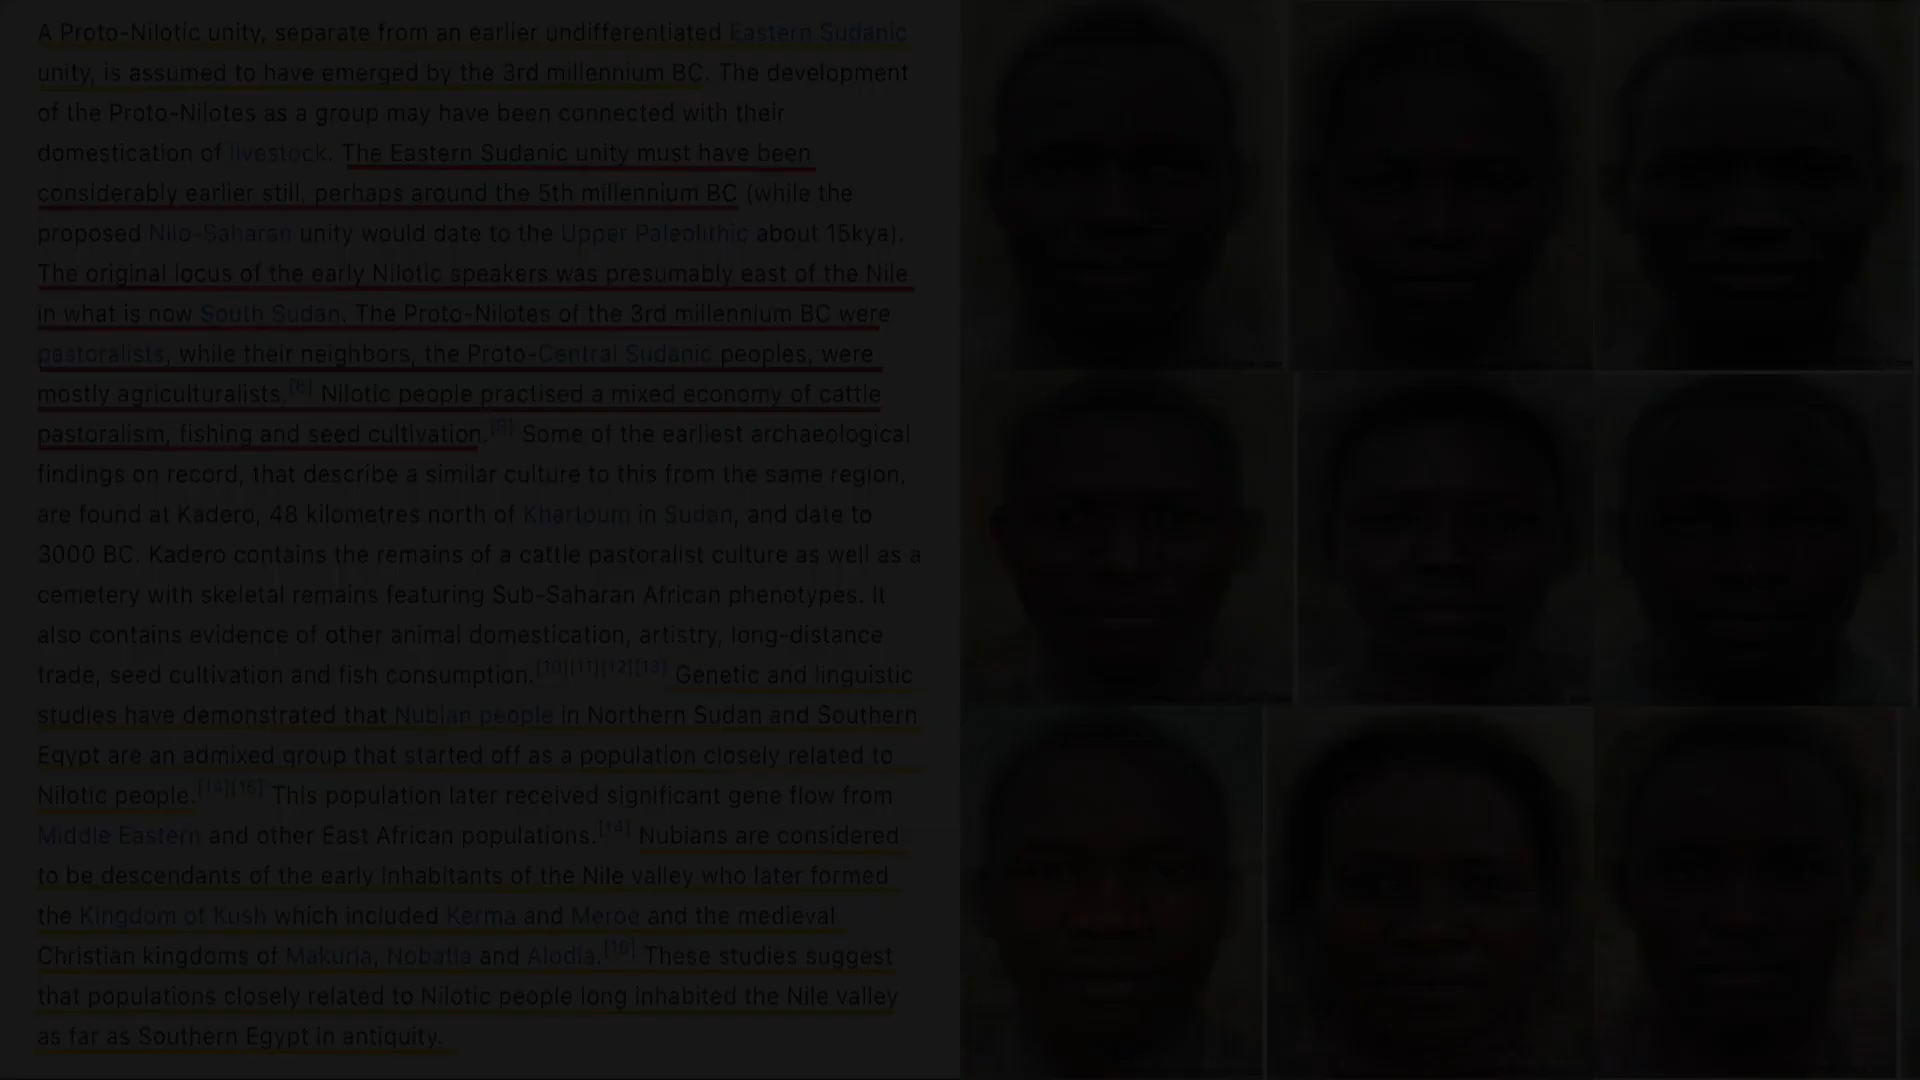 A Proto-Nilotic unity, separate from an earlier undifferentiated Eastern Sudanic
unity, is assumed to have emerged by the 3rd millennium BC. The development
of the Proto-Nilotes as a group may have been connected with their
domestication of livestock. The Eastern Sudanic unity must have been
considerably earlier still, perhaps around the 5th millennium BC (while the
proposed Nilo-Saharan unity would date to the Upper Paleolithic about 15kya).
The original locus of the early Nilotic speakers was presumably east of the Nile
in what is now South Sudan. The Proto-Nilotes of the 3rd millennium BC were
pastoralists, while their neighbors, the Proto-Central Sudanic peoples, were
mostly agriculturalists.[8] Nilotic people practised a mixed economy of cattle
pastoralism, fishing and seed cultivation.[9] Some of the earliest archaeological
findings on record, that describe a similar culture to this from the same region,
are found at Kadero, 48 kilometres north of Khartoum in Sudan, and date to
3000 BC. Kadero contains the remains of a cattle pastoralist culture as well as a
cemetery with skeletal remains featuring Sub-Saharan African phenotypes. It
also contains evidence of other animal domestication, artistry, long-distance
trade, seed cultivation and fish consumption.[10][11][12][13] Genetic and linguistic
studies have demonstrated that Nubian people in Northern Sudan and Southern
Egypt are an admixed group that started off as a population closely related to
Nilotic people.[14][15] This population later received significant gene flow from
Middle Eastern and other East African populations.[14] Nubians are considered
to be descendants of the early inhabitants of the Nile valley who later formed
the Kingdom of Kush which included Kerma and Meroe and the medieval
Christian kingdoms of Makuria, Nobatia and Alodia.[16] These studies suggest
that populations closely related to Nilotic people long inhabited the Nile valley
as far as Southern Egypt in antiquity.